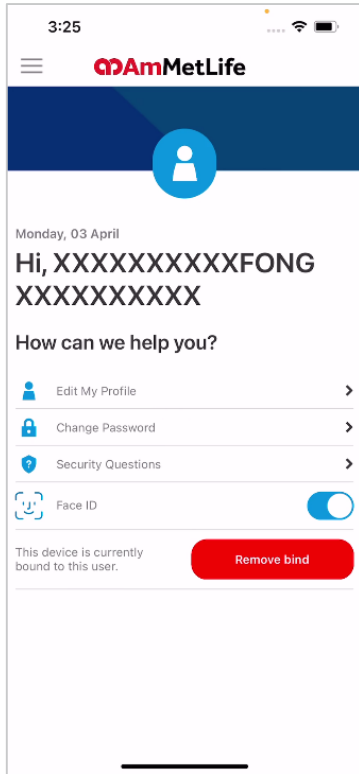 3:25
AmMetLife
Monday, 03 April
Hi, XXXXXXXXXXFONG
XXXXXXXXXX
How can we help you?
Edit My Profile
Change Password
Security Questions
Face ID
This device is currently
bound to this user.
Remove bind